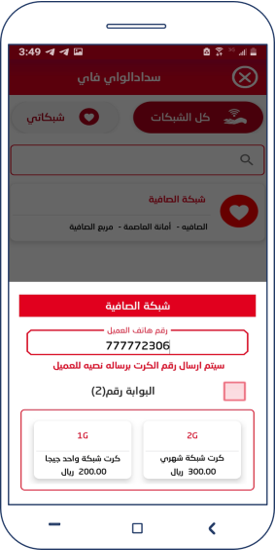 3:49
سدادالواي فاي
كل الشبكات
شبكاتي
شبكة الصافية
الصافيه - أمانة العاصمة - مربع الصافية
شبكة الصافية
رقم هاتف العميل
777772306
سيتم ارسال رقم الكرت برساله نصيه للعميل
البوابة رقم(2)
2G
كرت شبكة شهري
300.00 ريال
1G
كرت شبكة واحد جيجا
200.00 ريال